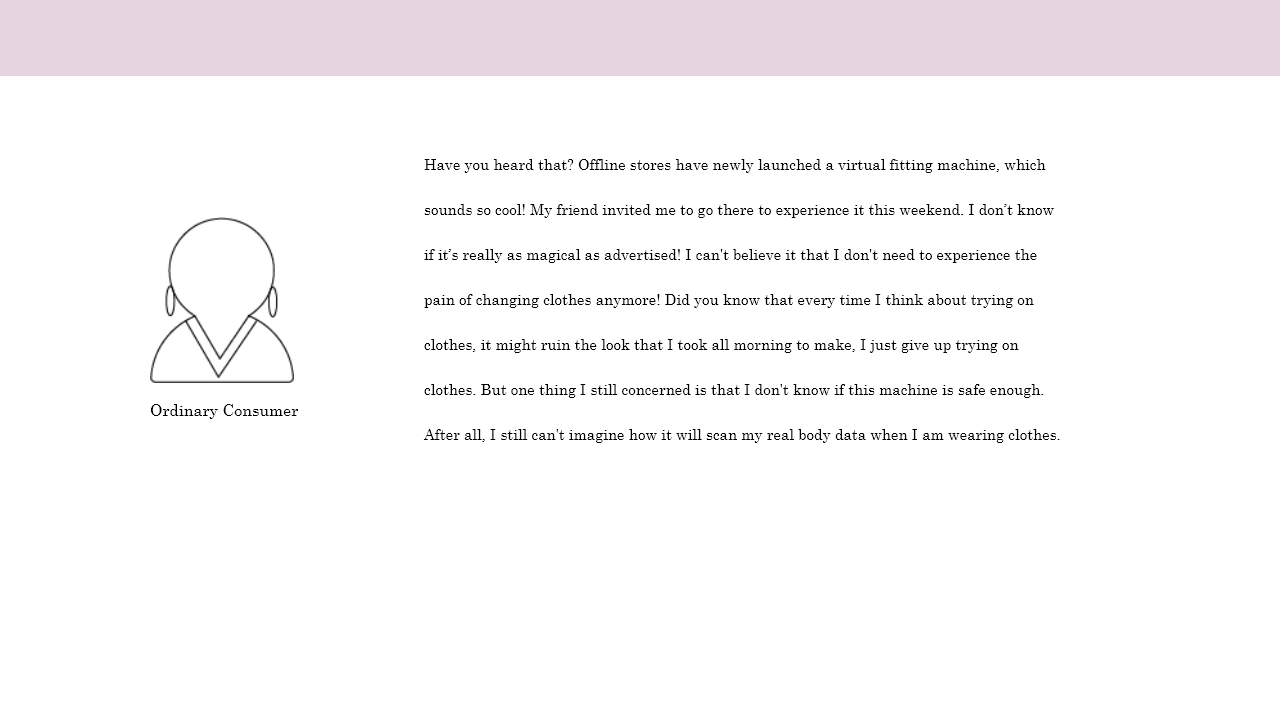 Have you heard that? Offline stores have newly launched a virtual fitting machine, which
sounds so cool! My friend invited me to go there to experience it this weekend. I don't know
if it's really as magical as advertised! I can't believe it that I don't need to experience the
pain of changing clothes anymore! Did you know that every time I think about trying on
clothes, it might ruin the look that I took all morning to make, I just give up trying on
clothes. But one thing I still concerned is that I don't know if this machine is safe enough.
After all, I still can't imagine how it will scan my real body data when I am wearing clothes.
Ordinary Consumer